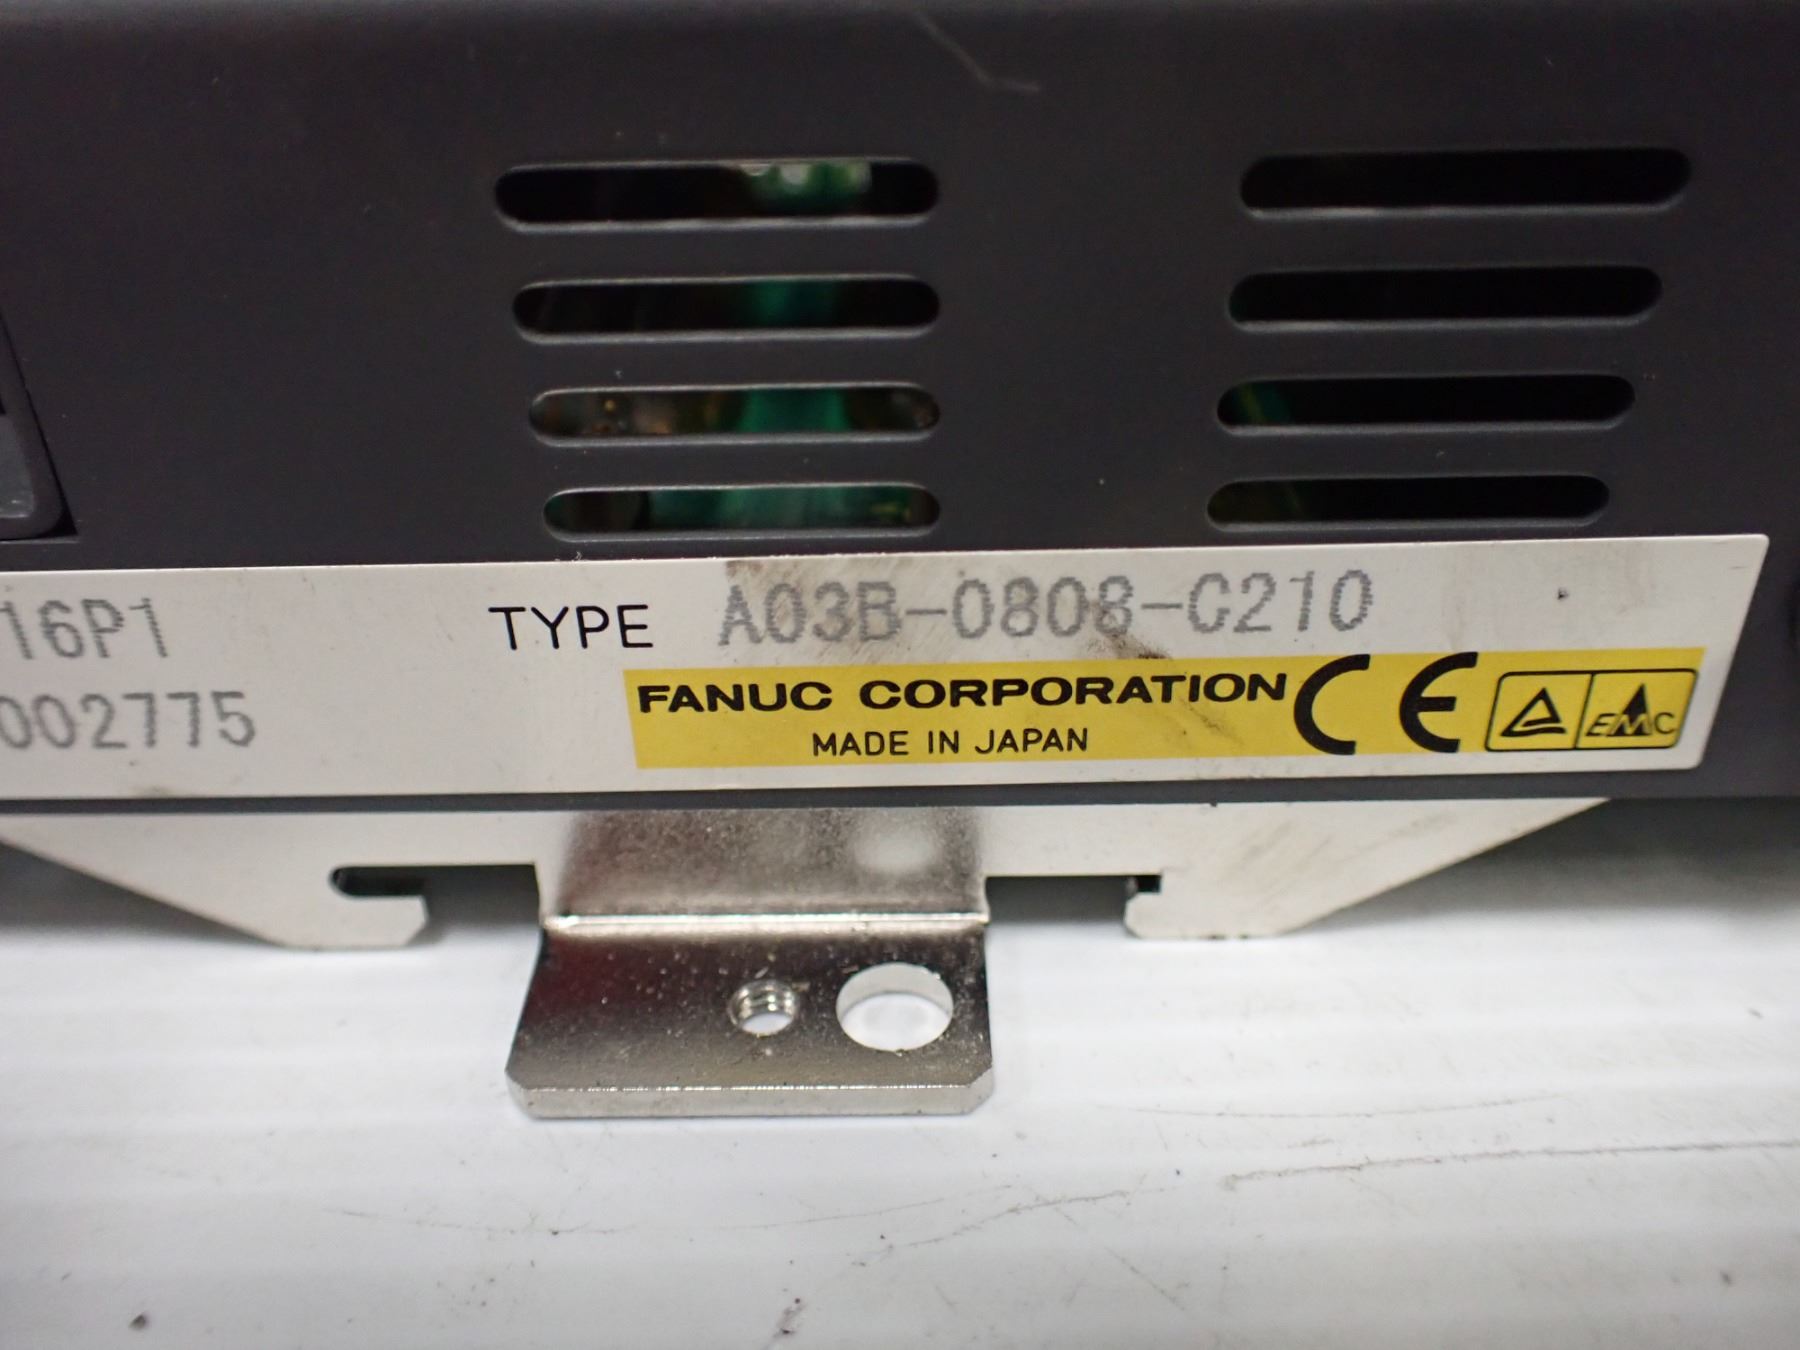 16P1 TYPE A03B-0808-C210
002775 FANUC CORPORATION CE
MADE IN JAPAN EMC